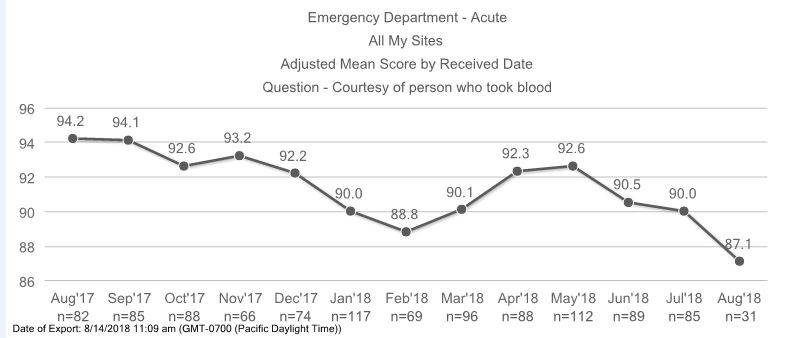 Emergency Department - Acute
All My Sites
Adjusted Mean Score by Received Date
Question - Courtesy of person who took blood
96
94
92
90
88
86
94.2 94.1 92.6 93.2 92.2 90.0 88.8 90.1 92.3 92.6 90.5 90.0 87.1
Aug'17 Sep'17 Oct'17 Nov'17 Dec'17 Jan'18 Feb'18 Mar'18 Apr'18 May'18 Jun'18 Jul'18 Aug'18
n=82 n=85 n=88 n=66 n=74 n=117 n=69 n=96 n=88 n=112 n=89 n=85 n=31
Date of Export: 8/14/2018 11:09 am (GMT-0700 (Pacific Daylight Time))